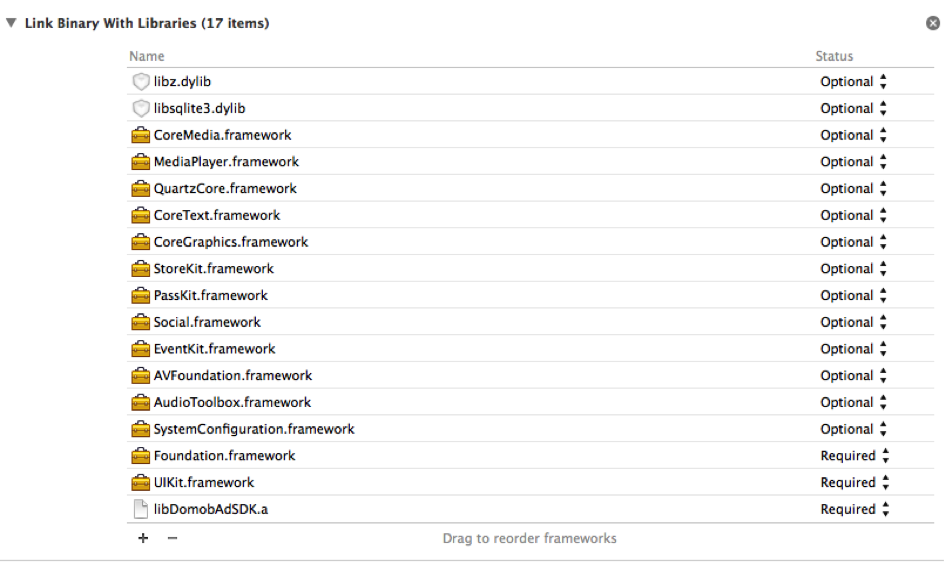 Link Binary With Libraries (17 items)
Name Status
libz.dylib Optional
libsqlite3.dylib Optional
CoreMedia.framework Optional
MediaPlayer.framework Optional
QuartzCore.framework Optional
CoreText.framework Optional
CoreGraphics.framework Optional
StoreKit.framework Optional
PassKit.framework Optional
Social.framework Optional
EventKit.framework Optional
AVFoundation.framework Optional
AudioToolbox.framework Optional
SystemConfiguration.framework Optional
Foundation.framework Required
UIKit.framework Required
libDomobAdSDK.a Required
+ − Drag to reorder frameworks